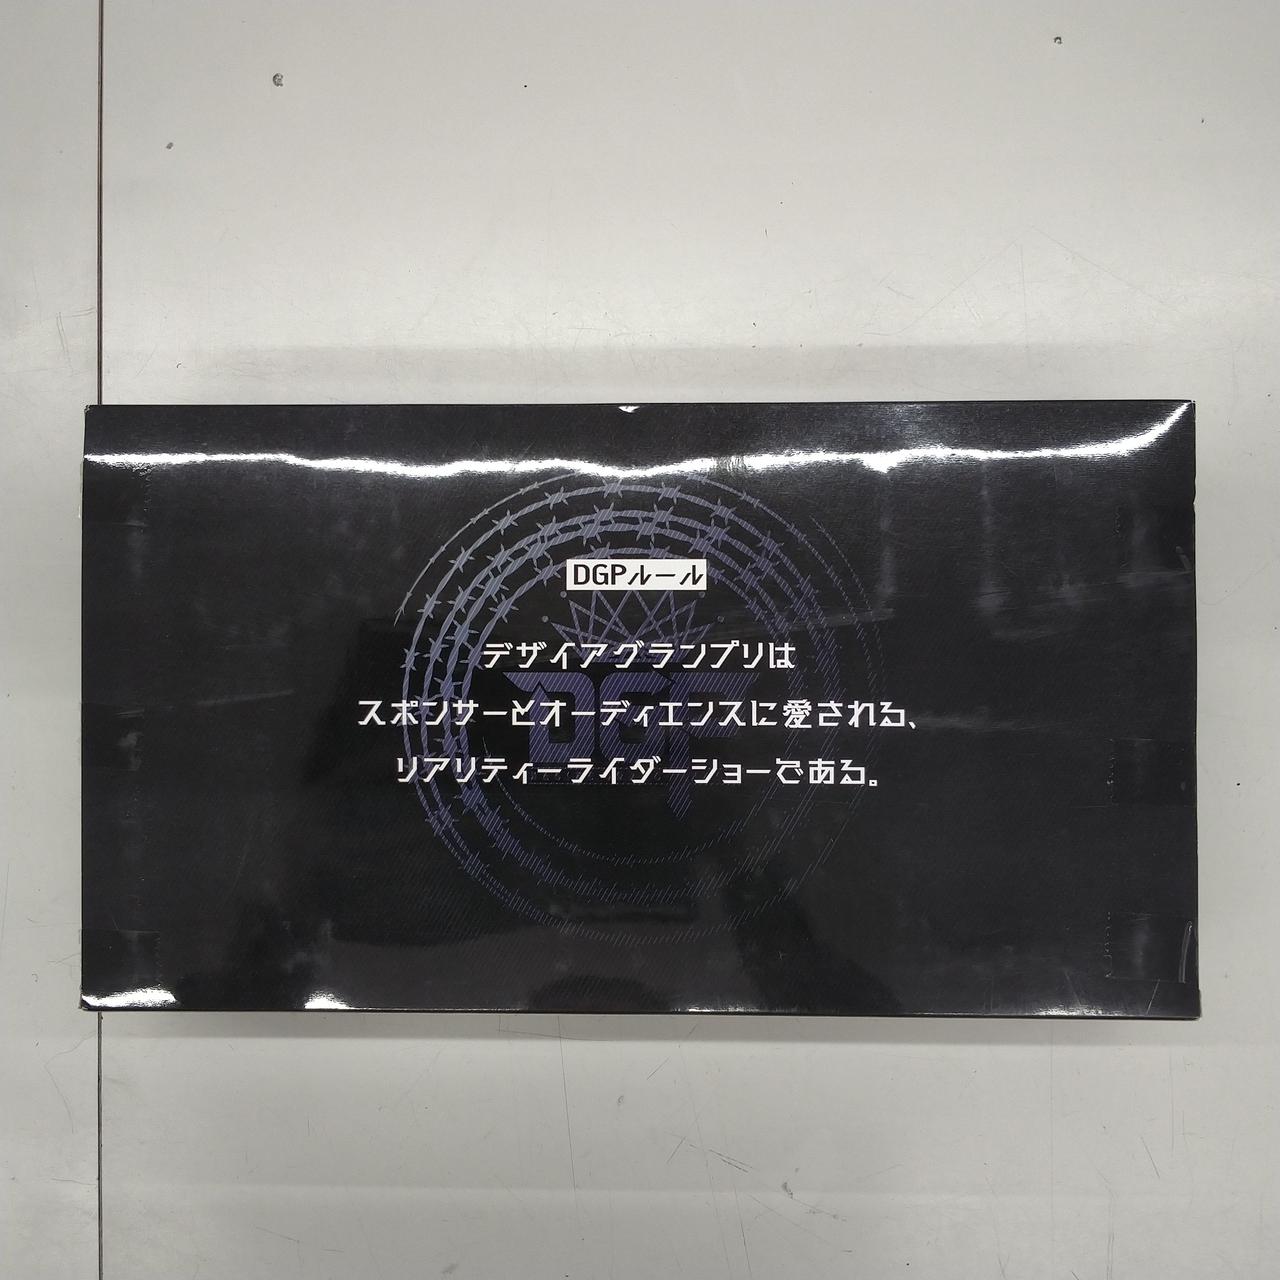 DGPルール
デザイアグランプリは
スポンサーとオーディエンスに愛される、
リアリティーライダーショーである。
DGP